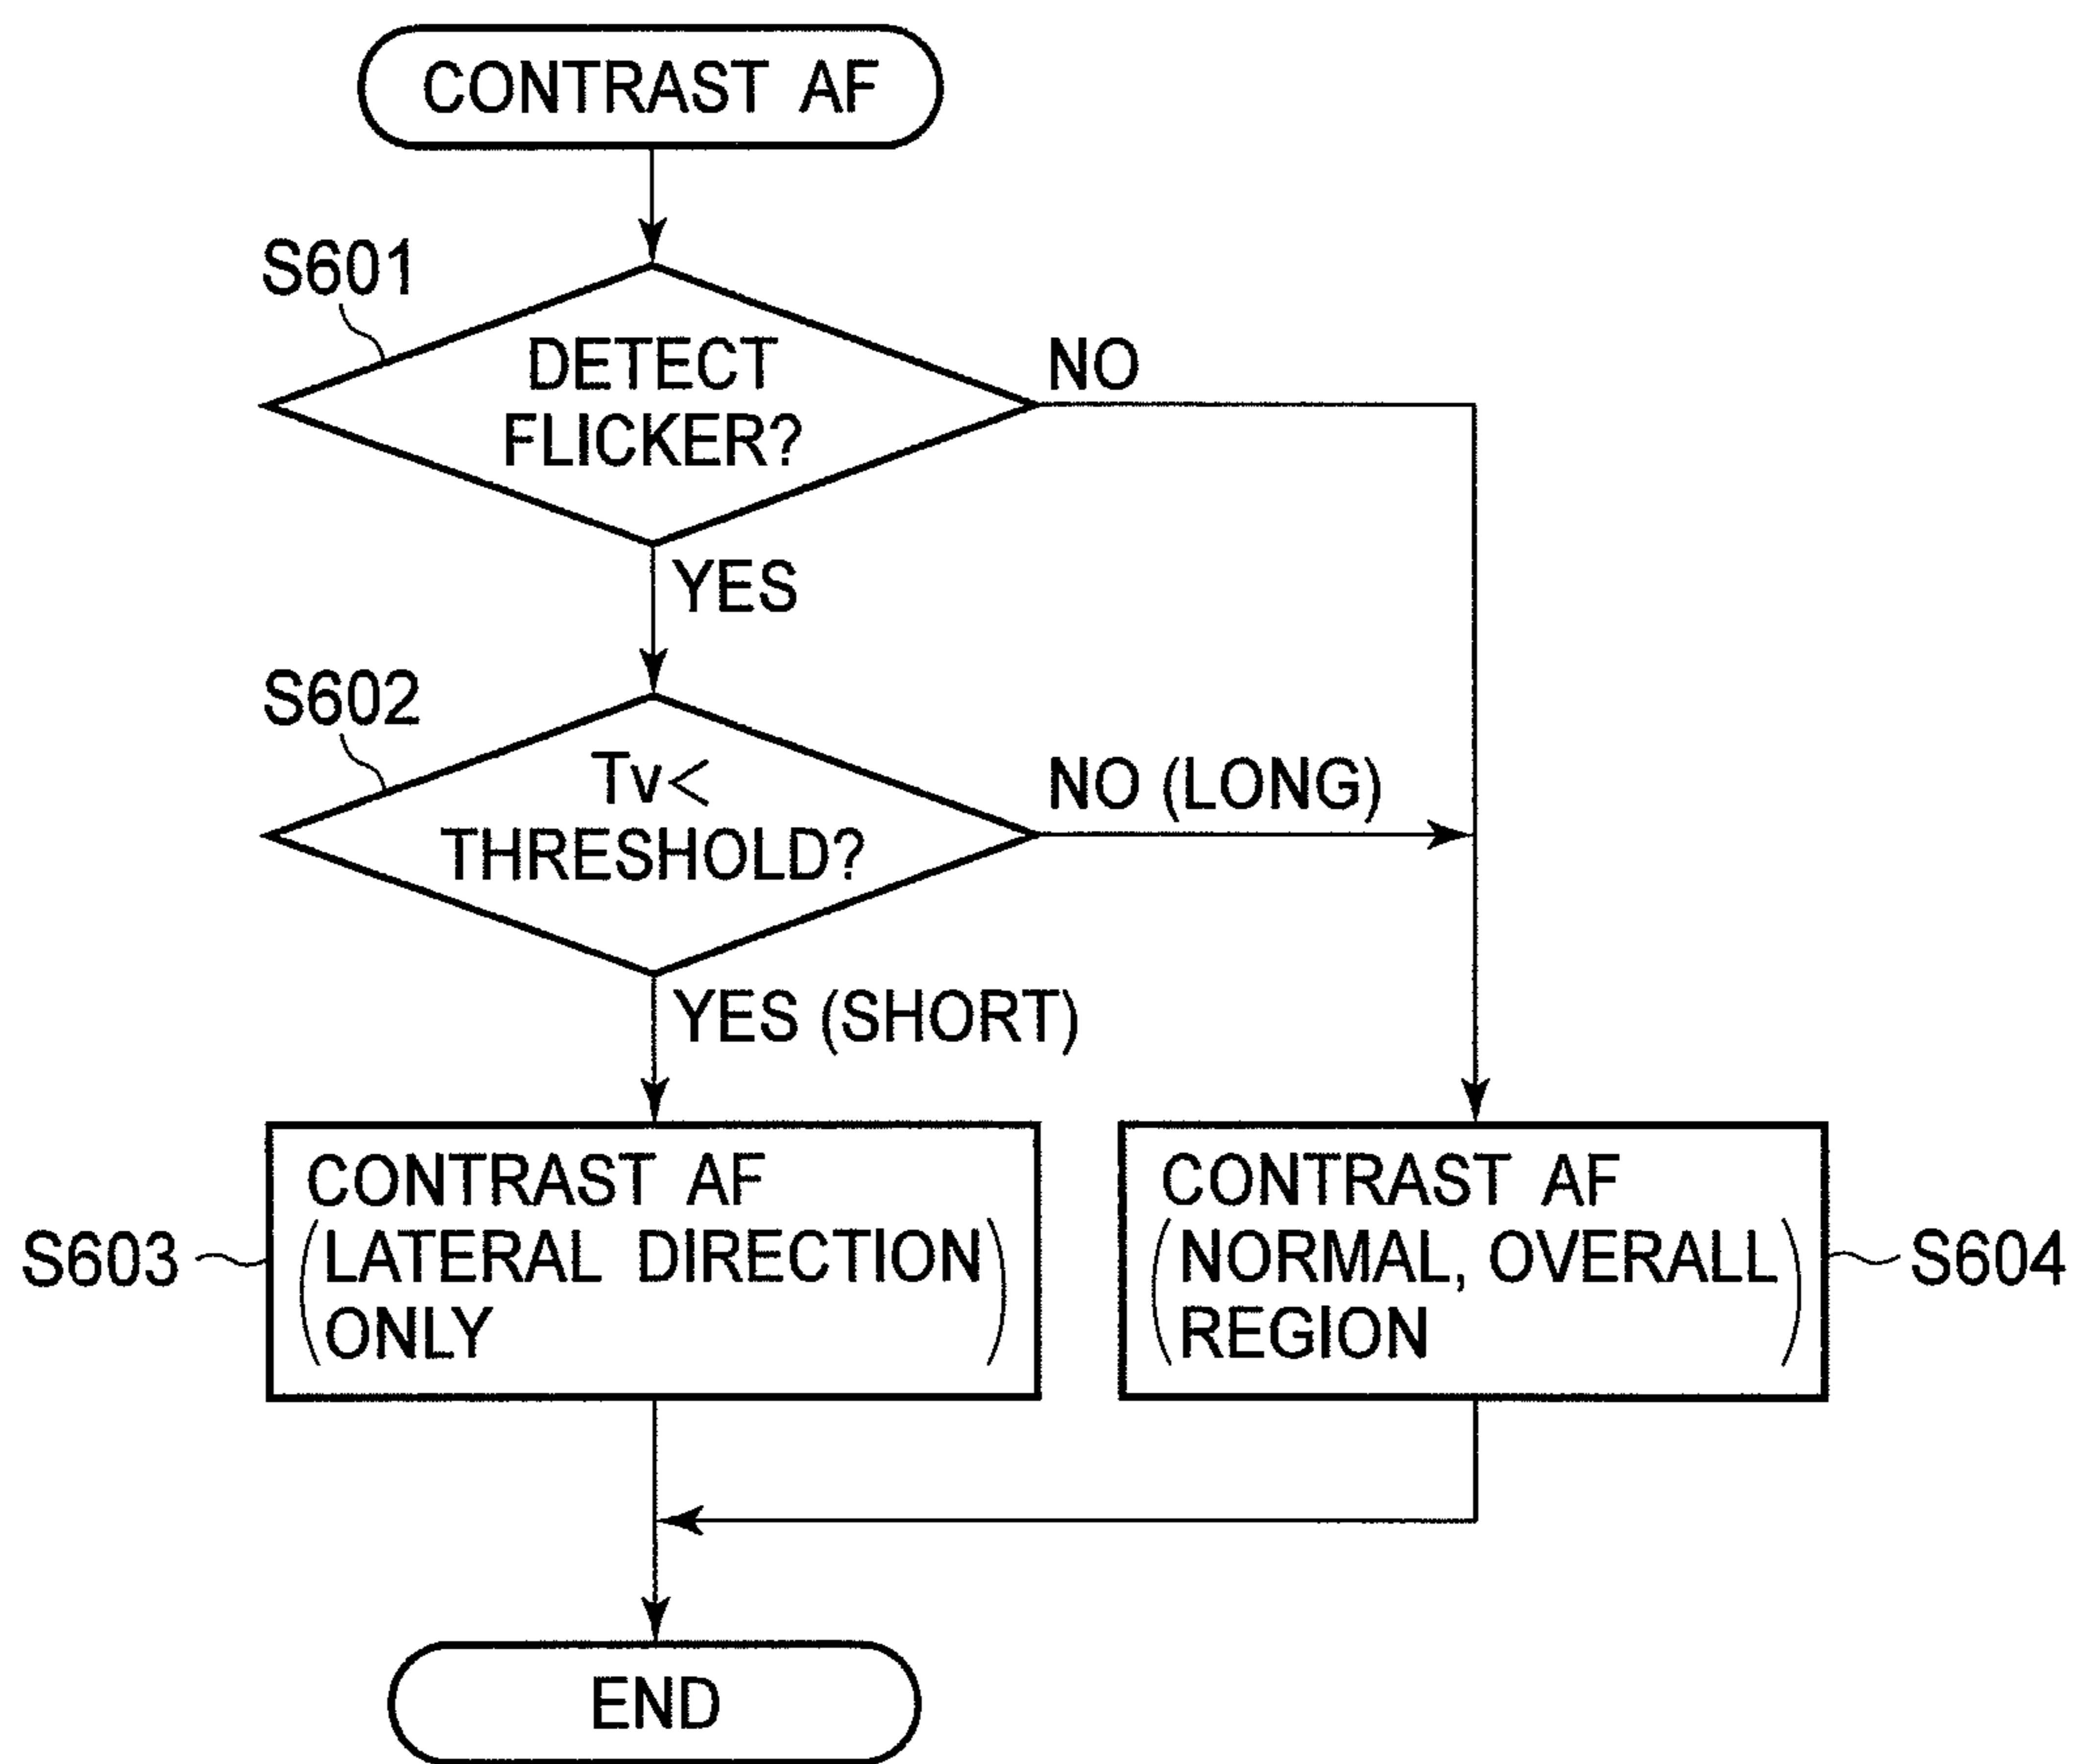 CONTRAST AF
S601
DETECT
FLICKER?
NO
YES
S602
Tv<
THRESHOLD?
NO (LONG)
YES (SHORT)
S603
CONTRAST AF
(LATERAL DIRECTION
ONLY)
CONTRAST AF
(NORMAL, OVERALL
REGION)
S604
END